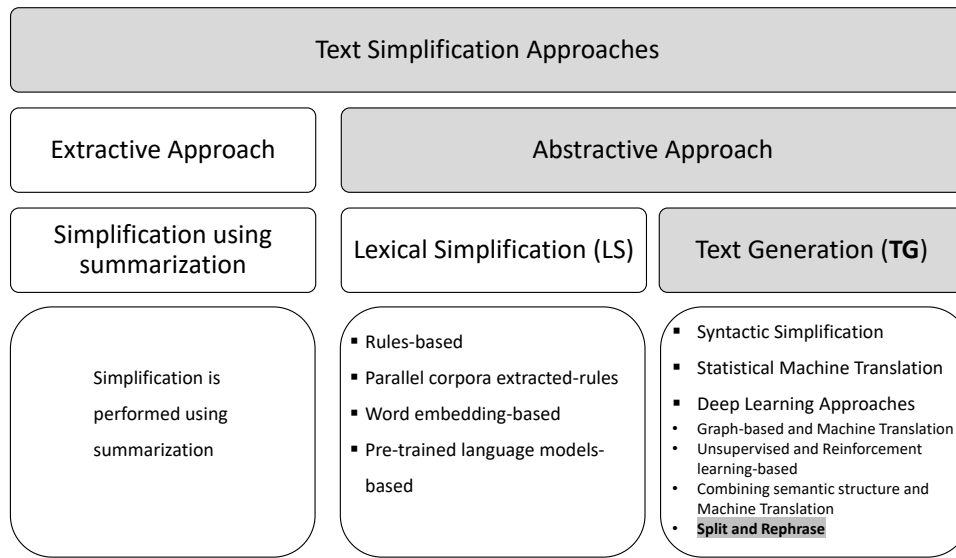 Text Simplification Approaches
Extractive Approach
Abstractive Approach
Simplification using
summarization
Lexical Simplification (LS)
Text Generation (TG)
Simplification is
performed using
summarization
▪ Rules-based
▪ Parallel corpora extracted-rules
▪ Word embedding-based
▪ Pre-trained language models-
based
▪ Syntactic Simplification
▪ Statistical Machine Translation
▪ Deep Learning Approaches
• Graph-based and Machine Translation
• Unsupervised and Reinforcement
learning-based
• Combining semantic structure and
Machine Translation
• Split and Rephrase